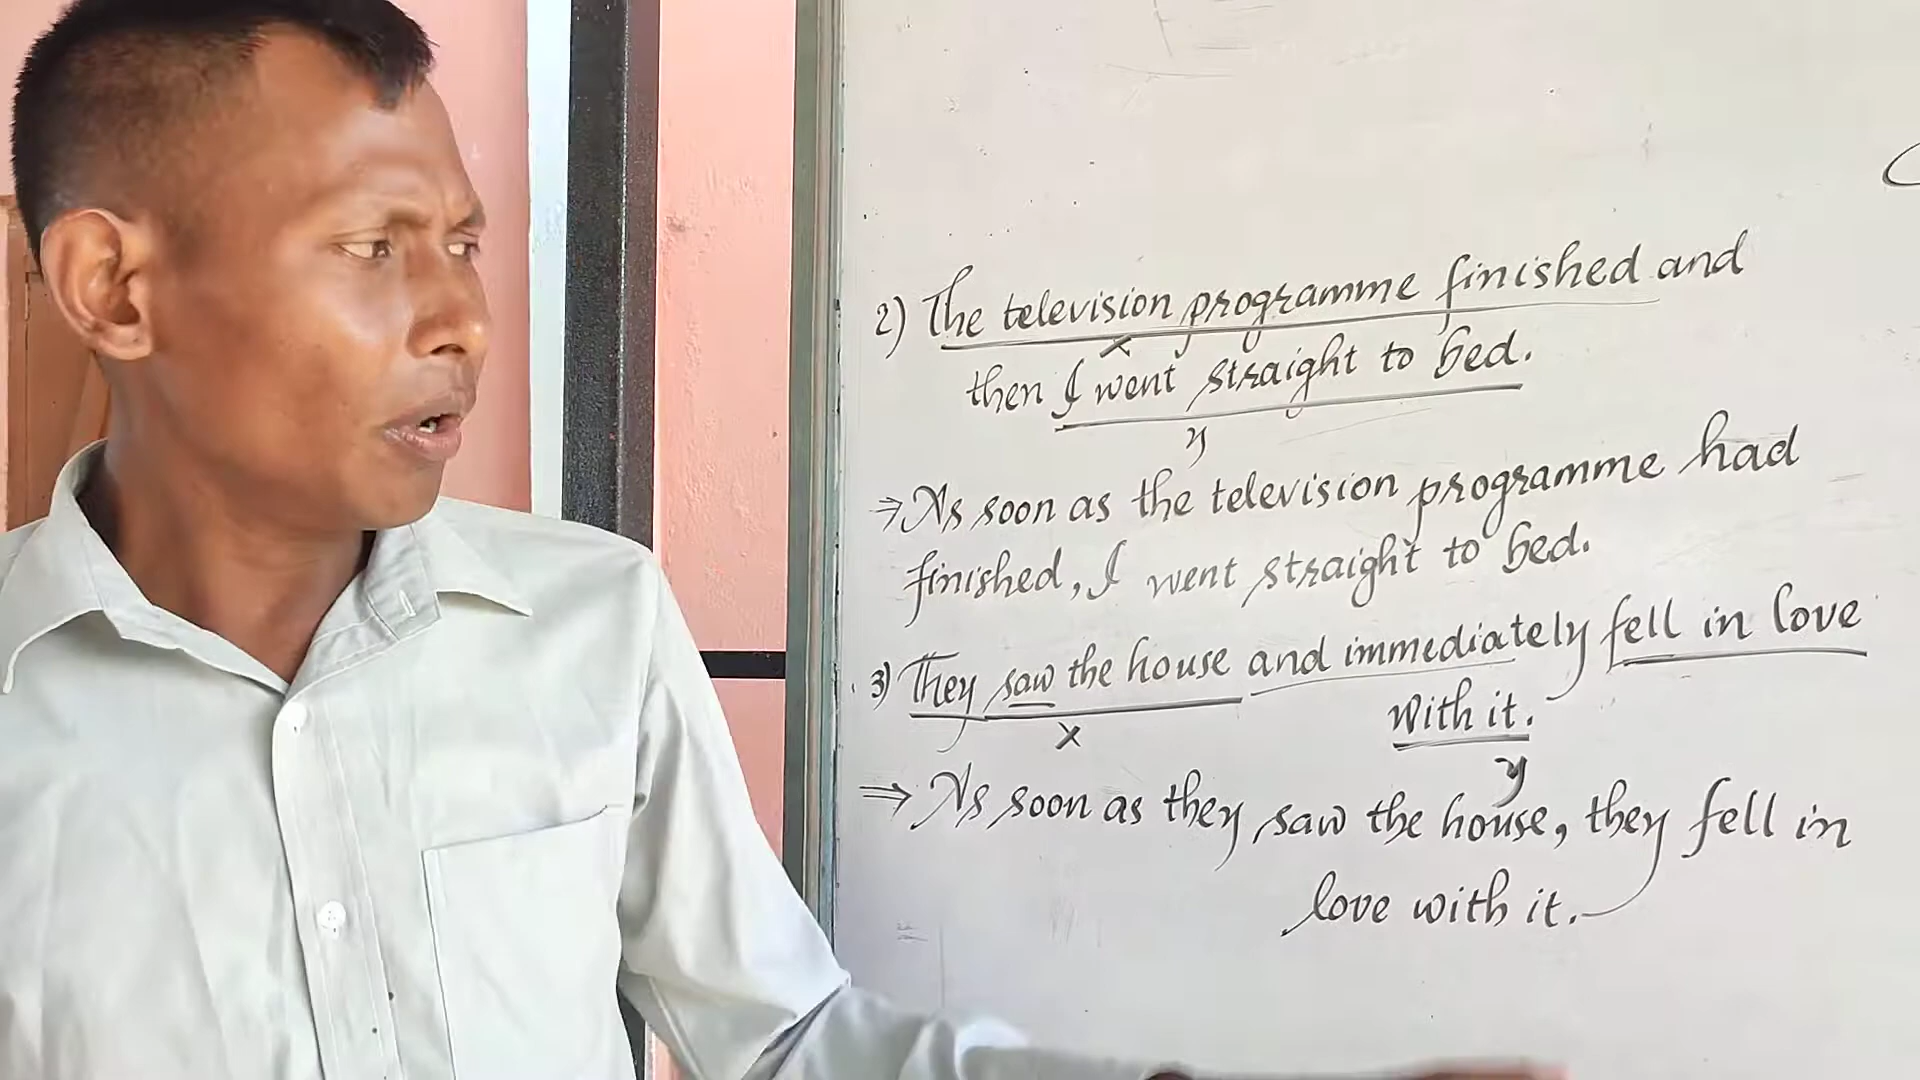 2) The television programme finished and
x
then I went straight to bed.
y
⇒ As soon as the television programme had
finished, I went straight to bed.
3) They saw the house and immediately fell in love
with it.
x
y
⇒ As soon as they saw the house, they fell in
love with it.